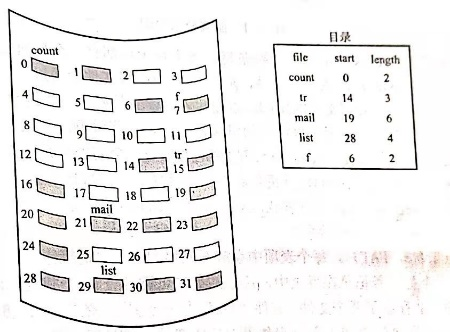 count
0 1 2 3
f
4 5 6 7
8 9 10 11
tr
12 13 14 15
16 17 18 19
mail
20 21 22 23
24 25 26 27
list
28 29 30 31
目录
file start length
count 0 2
tr 14 3
mail 19 6
list 28 4
f 6 2